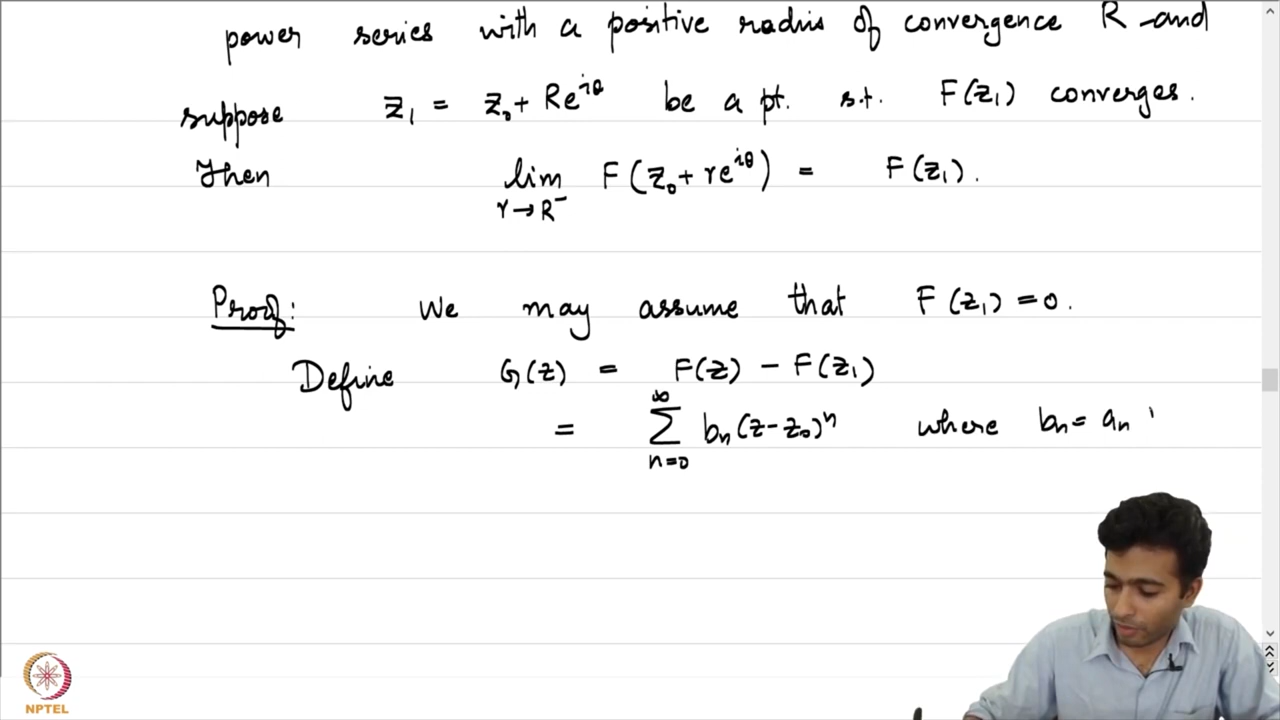 power series with a positive radius of convergence R and
suppose z₁ = z₀ + Re^{iθ} be a pt. s.t. F(z₁) converges.
Then lim_{r→R⁻} F(z₀ + re^{iθ}) = F(z₁).
Proof: We may assume that F(z₁) = 0.
Define G(z) = F(z) − F(z₁)
= ∑_{n=0}^{∞} bₙ(z−z₀)ⁿ where bₙ = aₙ
NPTEL